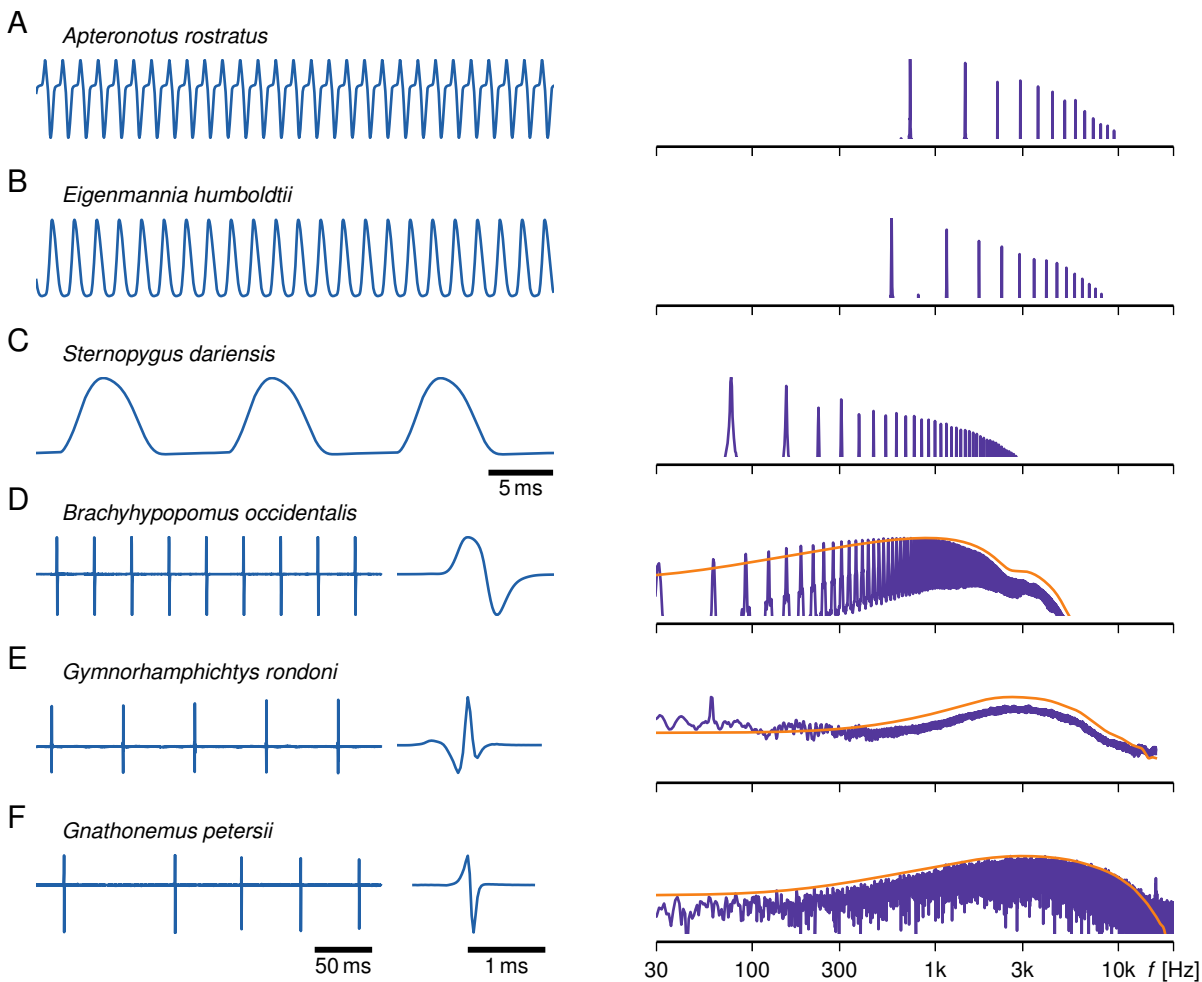 A
Apteronotus rostratus
B
Eigenmannia humboldtii
C
Sternopygus dariensis
5 ms
D
Brachyhypopomus occidentalis
E
Gymnorhamphichtys rondoni
F
Gnathonemus petersii
50 ms
1 ms
30 100 300 1k 3k 10k f [Hz]